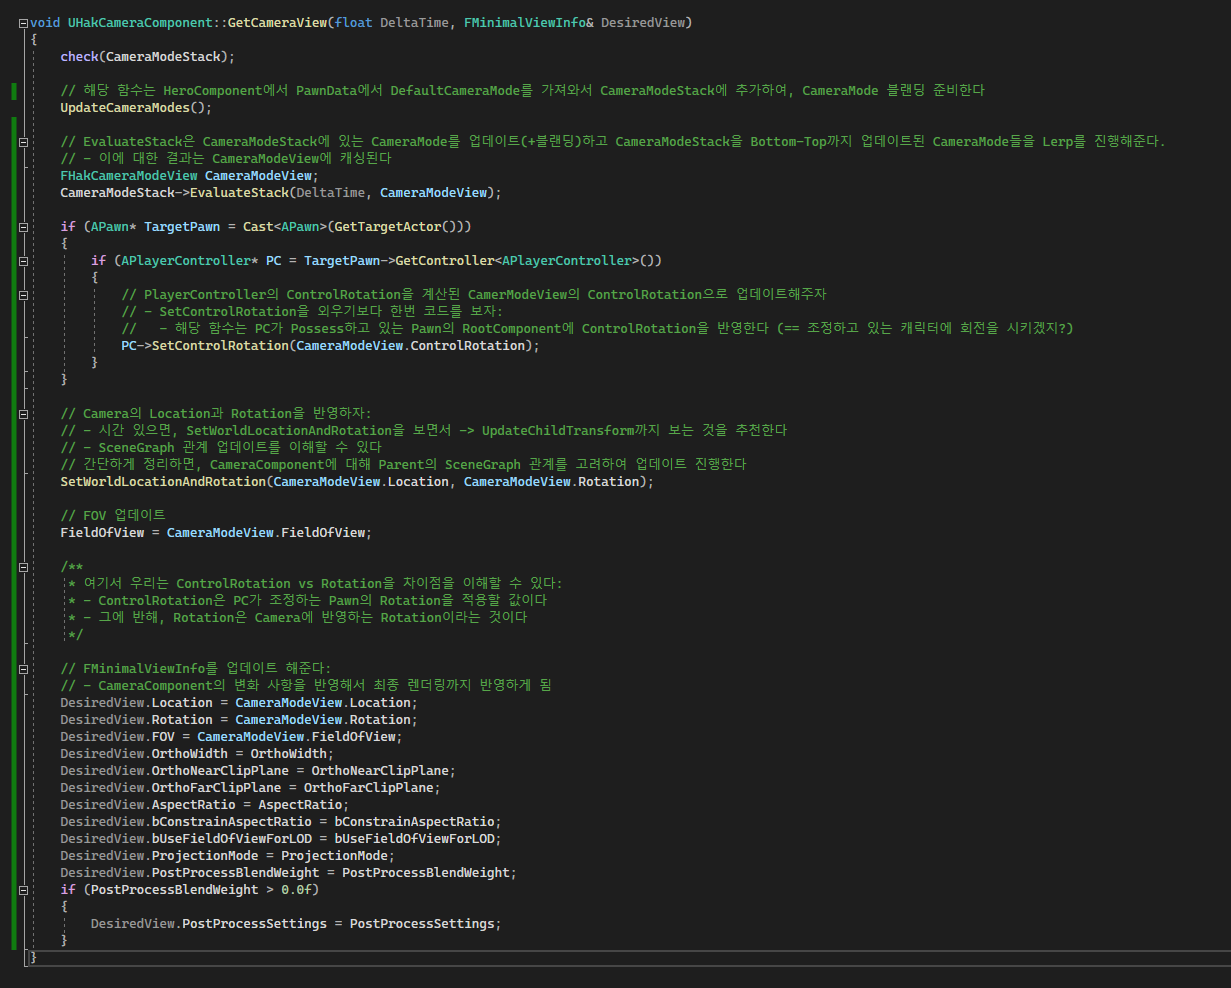 void UHakCameraComponent::GetCameraView(float DeltaTime, FMinimalViewInfo& DesiredView)
{
check(CameraModeStack);
// 해당 함수는 HeroComponent에서 PawnData에서 DefaultCameraMode를 가져와서 CameraModeStack에 추가하여, CameraMode 블랜딩 준비한다
UpdateCameraModes();
// EvaluateStack은 CameraModeStack에 있는 CameraMode를 업데이트(+블랜딩)하고 CameraModeStack을 Bottom-Top까지 업데이트된 CameraMode들을 Lerp를 진행해준다.
// - 이에 대한 결과는 CameraModeView에 캐싱된다
FHakCameraModeView CameraModeView;
CameraModeStack->EvaluateStack(DeltaTime, CameraModeView);
if (APawn* TargetPawn = Cast<APawn>(GetTargetActor()))
{
if (APlayerController* PC = TargetPawn->GetController<APlayerController>())
{
// PlayerController의 ControlRotation을 계산된 CamerModeView의 ControlRotation으로 업데이트해주자
// - SetControlRotation을 외우기보다 한번 코드를 보자:
//   - 해당 함수는 PC가 Possess하고 있는 Pawn의 RootComponent에 ControlRotation을 반영한다 (== 조정하고 있는 캐릭터에 회전을 시키겠지?)
PC->SetControlRotation(CameraModeView.ControlRotation);
}
}
// Camera의 Location과 Rotation을 반영하자:
// - 시간 있으면, SetWorldLocationAndRotation을 보면서 -> UpdateChildTransform까지 보는 것을 추천한다
// - SceneGraph 관계 업데이트를 이해할 수 있다
// 간단하게 정리하면, CameraComponent에 대해 Parent의 SceneGraph 관계를 고려하여 업데이트 진행한다
SetWorldLocationAndRotation(CameraModeView.Location, CameraModeView.Rotation);
// FOV 업데이트
FieldOfView = CameraModeView.FieldOfView;
/**
* 여기서 우리는 ControlRotation vs Rotation을 차이점을 이해할 수 있다:
* - ControlRotation은 PC가 조정하는 Pawn의 Rotation을 적용할 값이다
* - 그에 반해, Rotation은 Camera에 반영하는 Rotation이라는 것이다
*/
// FMinimalViewInfo를 업데이트 해준다:
// - CameraComponent의 변화 사항을 반영해서 최종 렌더링까지 반영하게 됨
DesiredView.Location = CameraModeView.Location;
DesiredView.Rotation = CameraModeView.Rotation;
DesiredView.FOV = CameraModeView.FieldOfView;
DesiredView.OrthoWidth = OrthoWidth;
DesiredView.OrthoNearClipPlane = OrthoNearClipPlane;
DesiredView.OrthoFarClipPlane = OrthoFarClipPlane;
DesiredView.AspectRatio = AspectRatio;
DesiredView.bConstrainAspectRatio = bConstrainAspectRatio;
DesiredView.bUseFieldOfViewForLOD = bUseFieldOfViewForLOD;
DesiredView.ProjectionMode = ProjectionMode;
DesiredView.PostProcessBlendWeight = PostProcessBlendWeight;
if (PostProcessBlendWeight > 0.0f)
{
DesiredView.PostProcessSettings = PostProcessSettings;
}
}